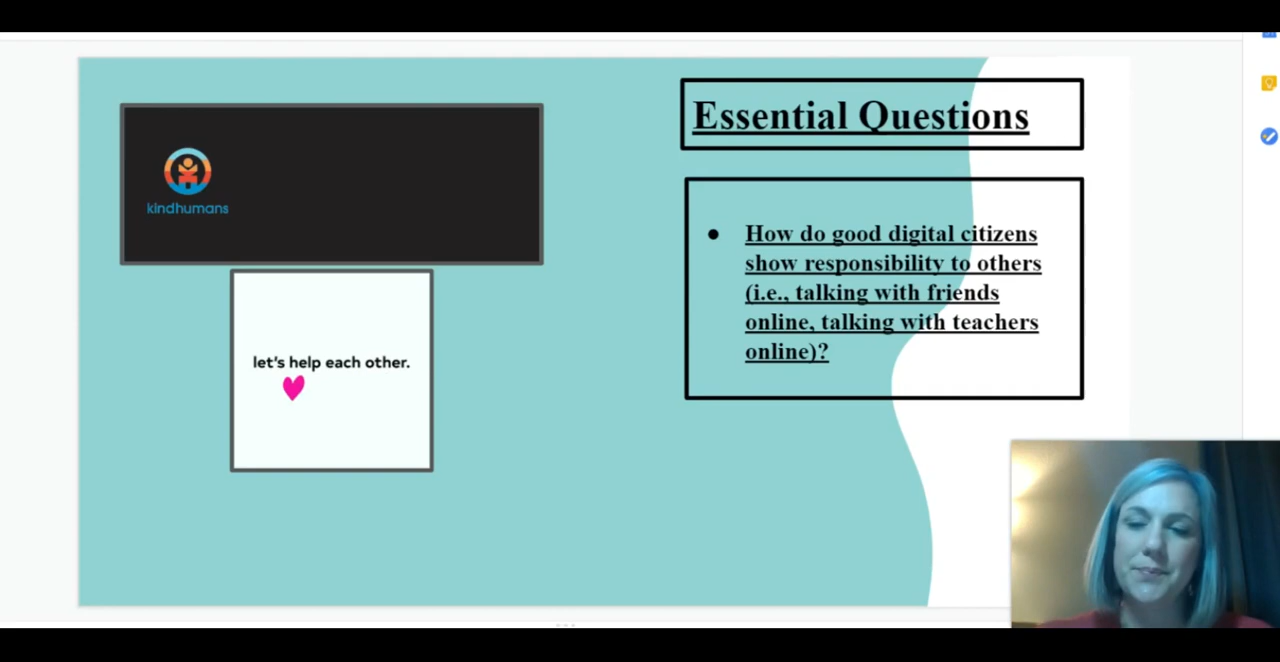 kindhumans
let's help each other.
Essential Questions
● How do good digital citizens
show responsibility to others
(i.e., talking with friends
online, talking with teachers
online)?